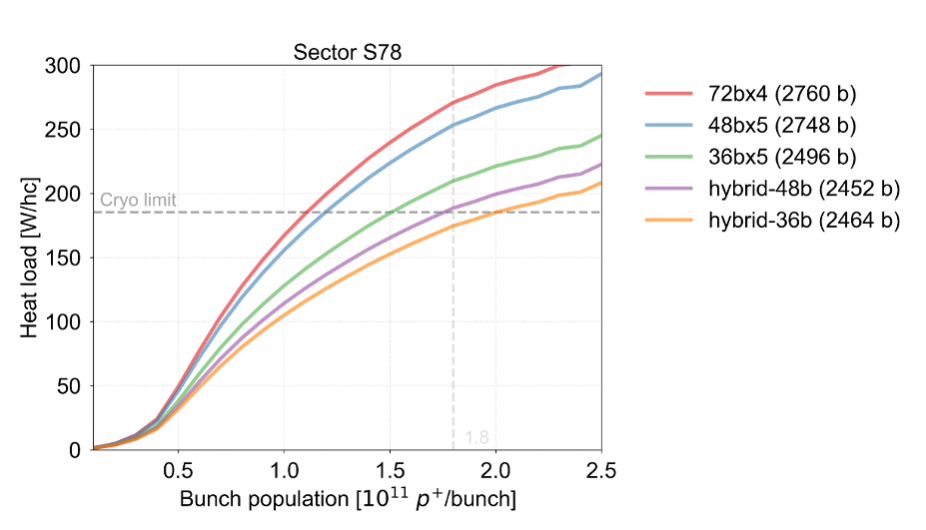 Sector S78
300
250
200
150
100
50
0
Heat load [W/hc]
Cryo limit
1.8
0.5
1.0
1.5
2.0
2.5
Bunch population [10¹¹ p⁺/bunch]
72bx4 (2760 b)
48bx5 (2748 b)
36bx5 (2496 b)
hybrid-48b (2452 b)
hybrid-36b (2464 b)